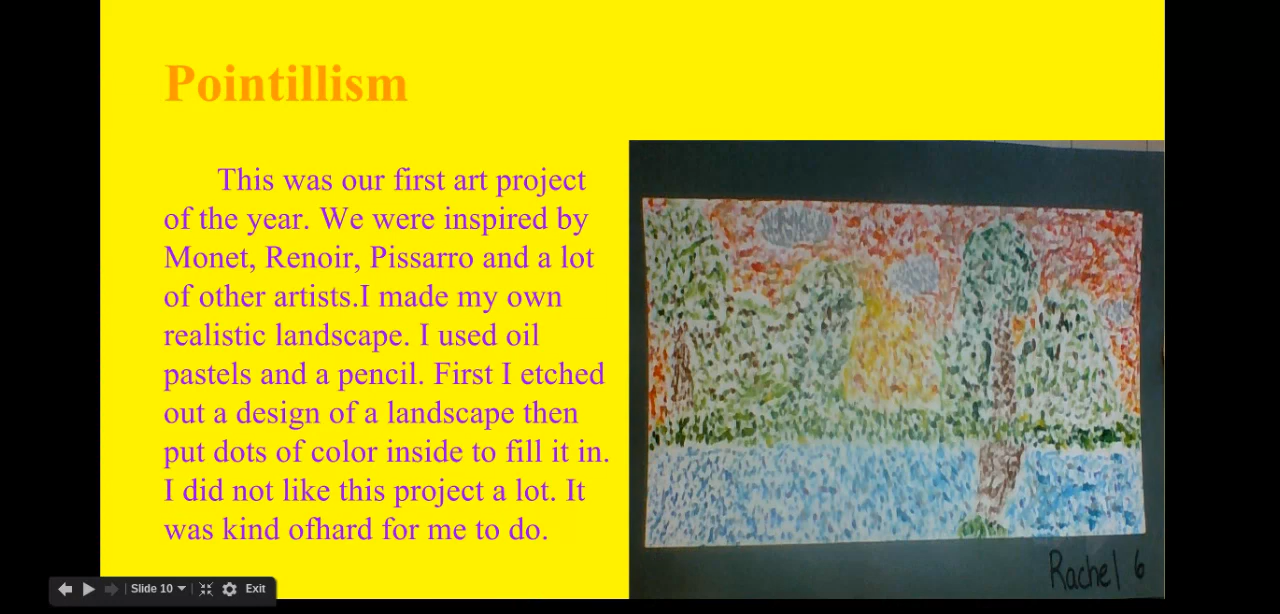 Pointillism
This was our first art project
of the year. We were inspired by
Monet, Renoir, Pissarro and a lot
of other artists.I made my own
realistic landscape. I used oil
pastels and a pencil. First I etched
out a design of a landscape then
put dots of color inside to fill it in.
I did not like this project a lot. It
was kind ofhard for me to do.
Rachel 6
Slide 10
Exit